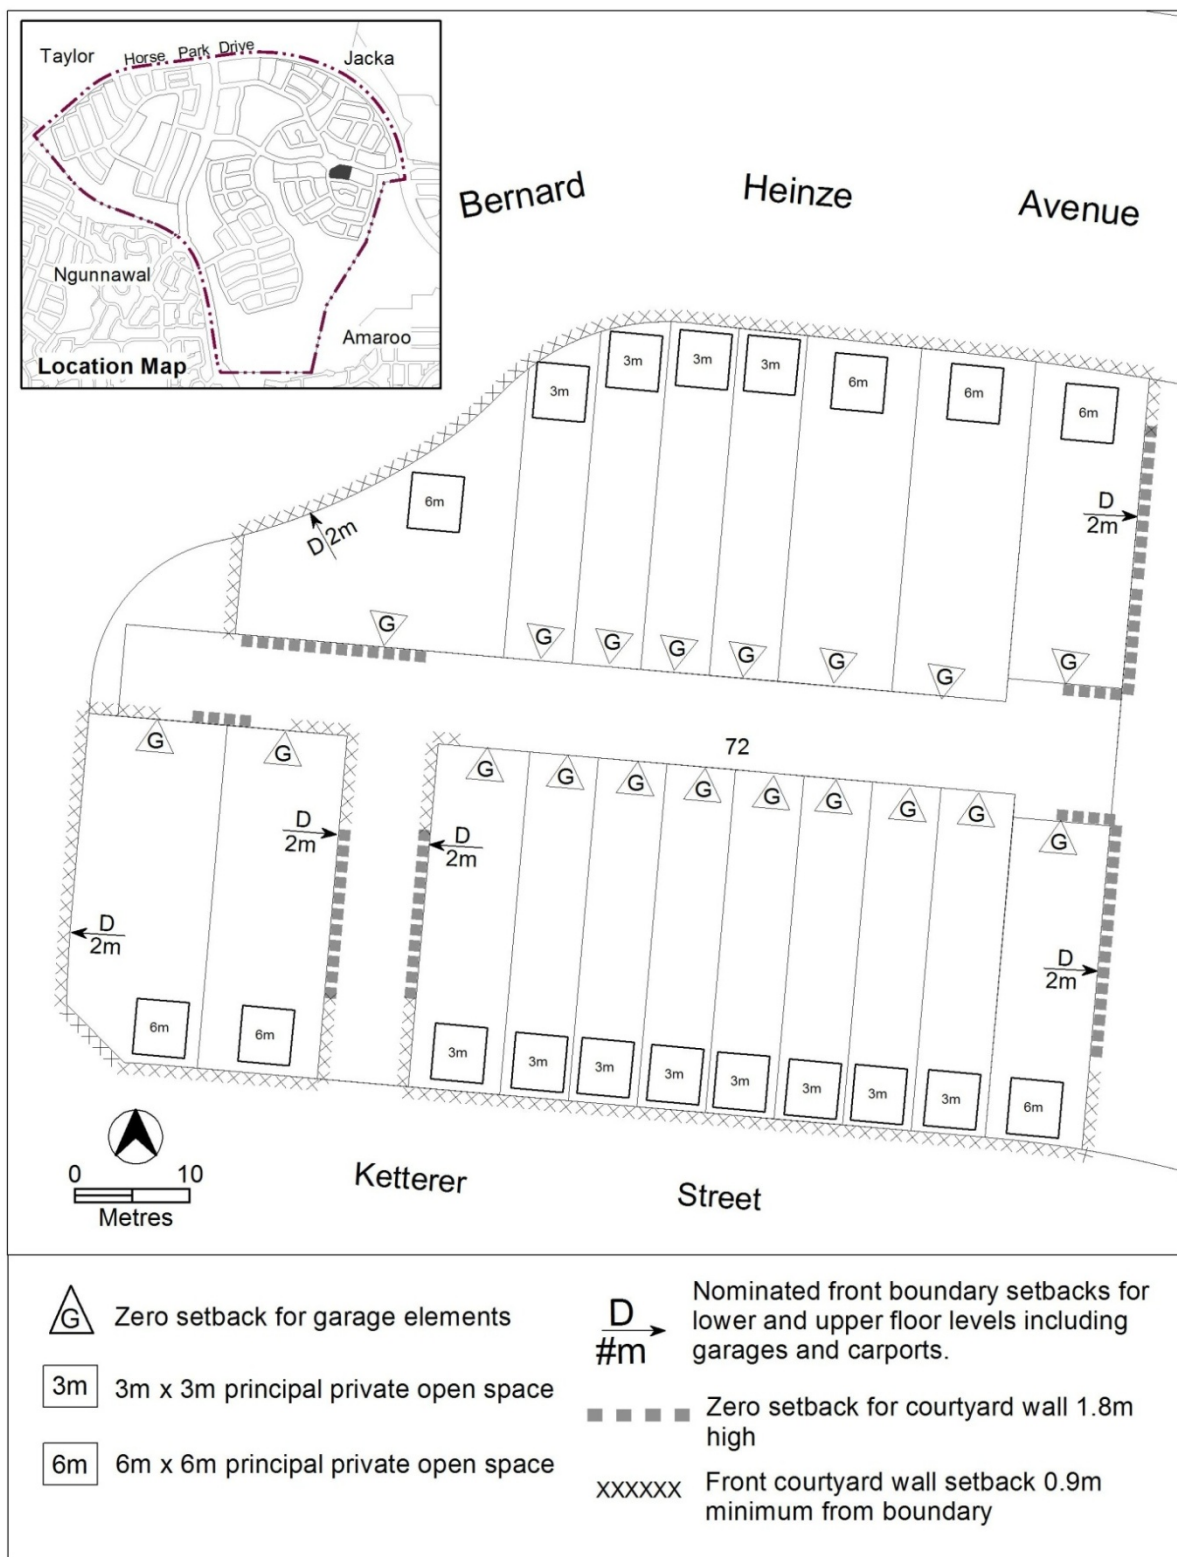 Taylor
Horse Park Drive
Jacka
Ngunnawal
Amaroo
Location Map
Bernard Heinze Avenue
3m
3m
3m
3m
6m
6m
6m
6m
D 2m
D
2m
G
G
G
G
G
G
G
G
72
G
G
G
G
G
G
G
G
G
G
G
D
2m
D
2m
D
2m
D
2m
6m
6m
3m
3m
3m
3m
3m
3m
3m
3m
6m
0 10
Metres
Ketterer Street
G Zero setback for garage elements
3m 3m x 3m principal private open space
6m 6m x 6m principal private open space
D
#m
Nominated front boundary setbacks for
lower and upper floor levels including
garages and carports.
Zero setback for courtyard wall 1.8m
high
XXXXXX Front courtyard wall setback 0.9m
minimum from boundary